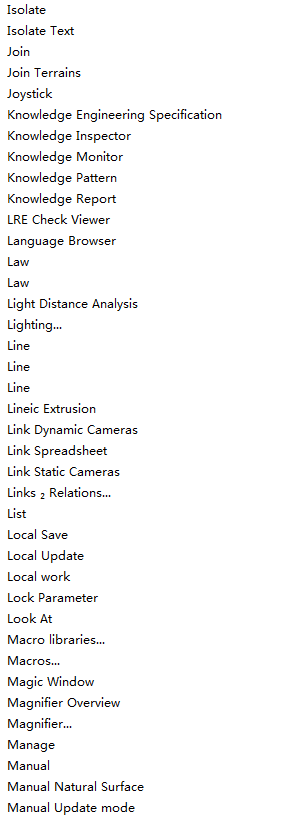 Isolate
Isolate Text
Join
Join Terrains
Joystick
Knowledge Engineering Specification
Knowledge Inspector
Knowledge Monitor
Knowledge Pattern
Knowledge Report
LRE Check Viewer
Language Browser
Law
Law
Light Distance Analysis
Lighting...
Line
Line
Line
Lineic Extrusion
Link Dynamic Cameras
Link Spreadsheet
Link Static Cameras
Links ₂ Relations...
List
Local Save
Local Update
Local work
Lock Parameter
Look At
Macro libraries...
Macros...
Magic Window
Magnifier Overview
Magnifier...
Manage
Manual
Manual Natural Surface
Manual Update mode